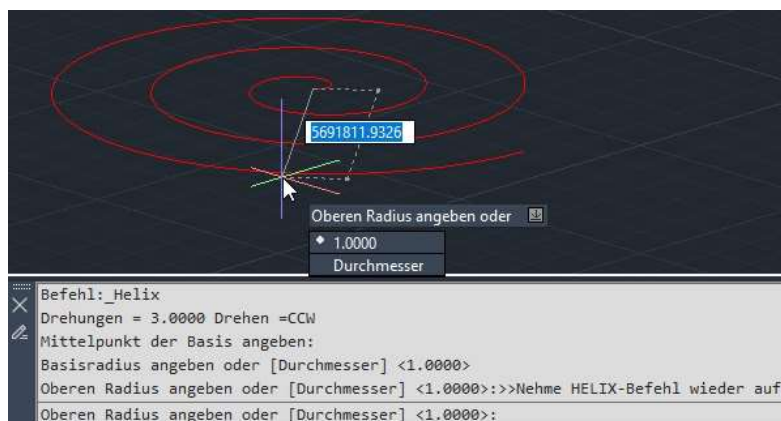 5691811.9326
Oberen Radius angeben oder
1.0000
Durchmesser
Befehl:_Helix
Drehungen = 3.0000 Drehen =CCW
Mittelpunkt der Basis angeben:
Basisradius angeben oder [Durchmesser] <1.0000>
Oberen Radius angeben oder [Durchmesser] <1.0000>:>>Nehme HELIX-Befehl wieder auf
Oberen Radius angeben oder [Durchmesser] <1.0000>: